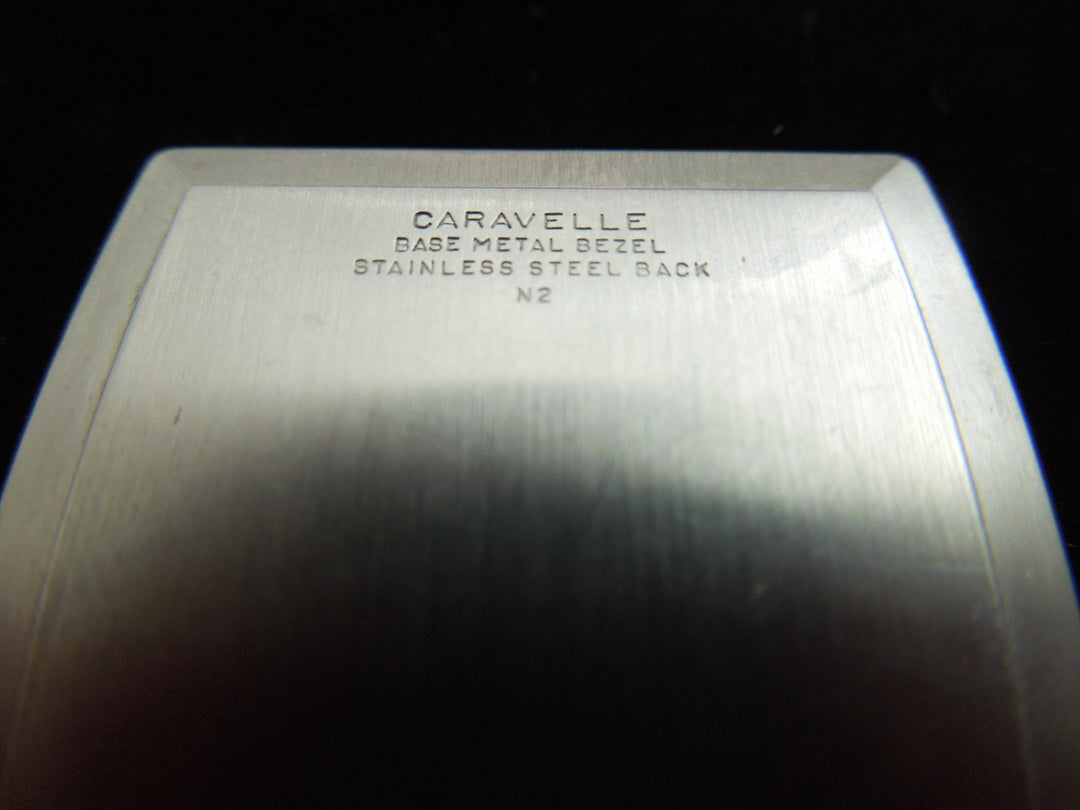 CARAVELLE
BASE METAL BEZEL
STAINLESS STEEL BACK
N2